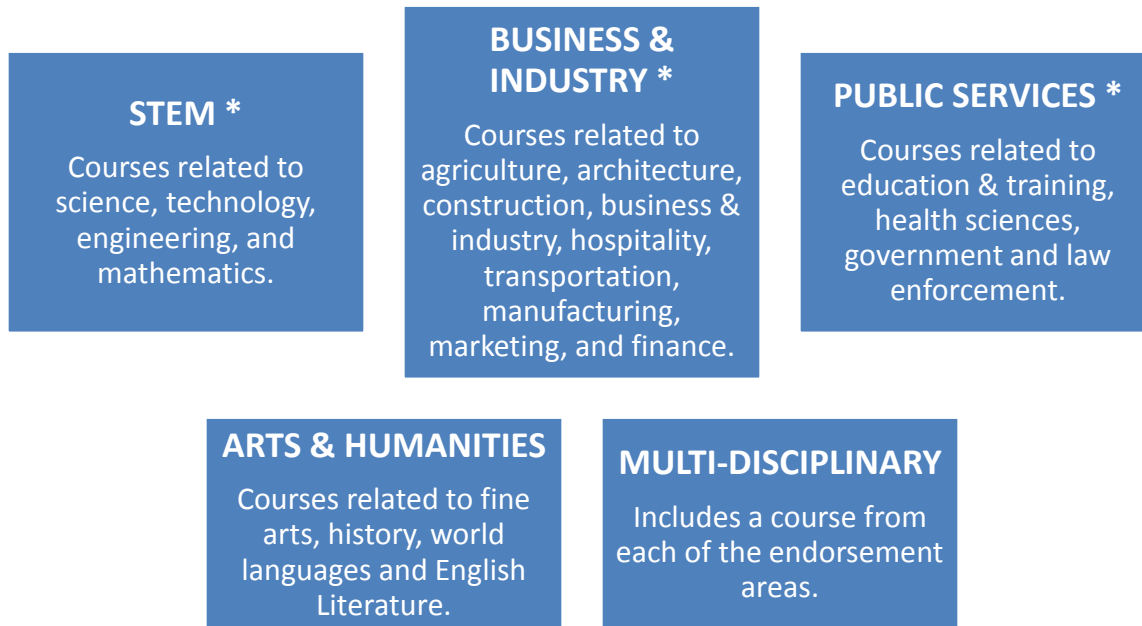 STEM *
Courses related to
science, technology,
engineering, and
mathematics.
BUSINESS &
INDUSTRY *
Courses related to
agriculture, architecture,
construction, business &
industry, hospitality,
transportation,
manufacturing,
marketing, and finance.
PUBLIC SERVICES *
Courses related to
education & training,
health sciences,
government and law
enforcement.
ARTS & HUMANITIES
Courses related to fine
arts, history, world
languages and English
Literature.
MULTI-DISCIPLINARY
Includes a course from
each of the endorsement
areas.